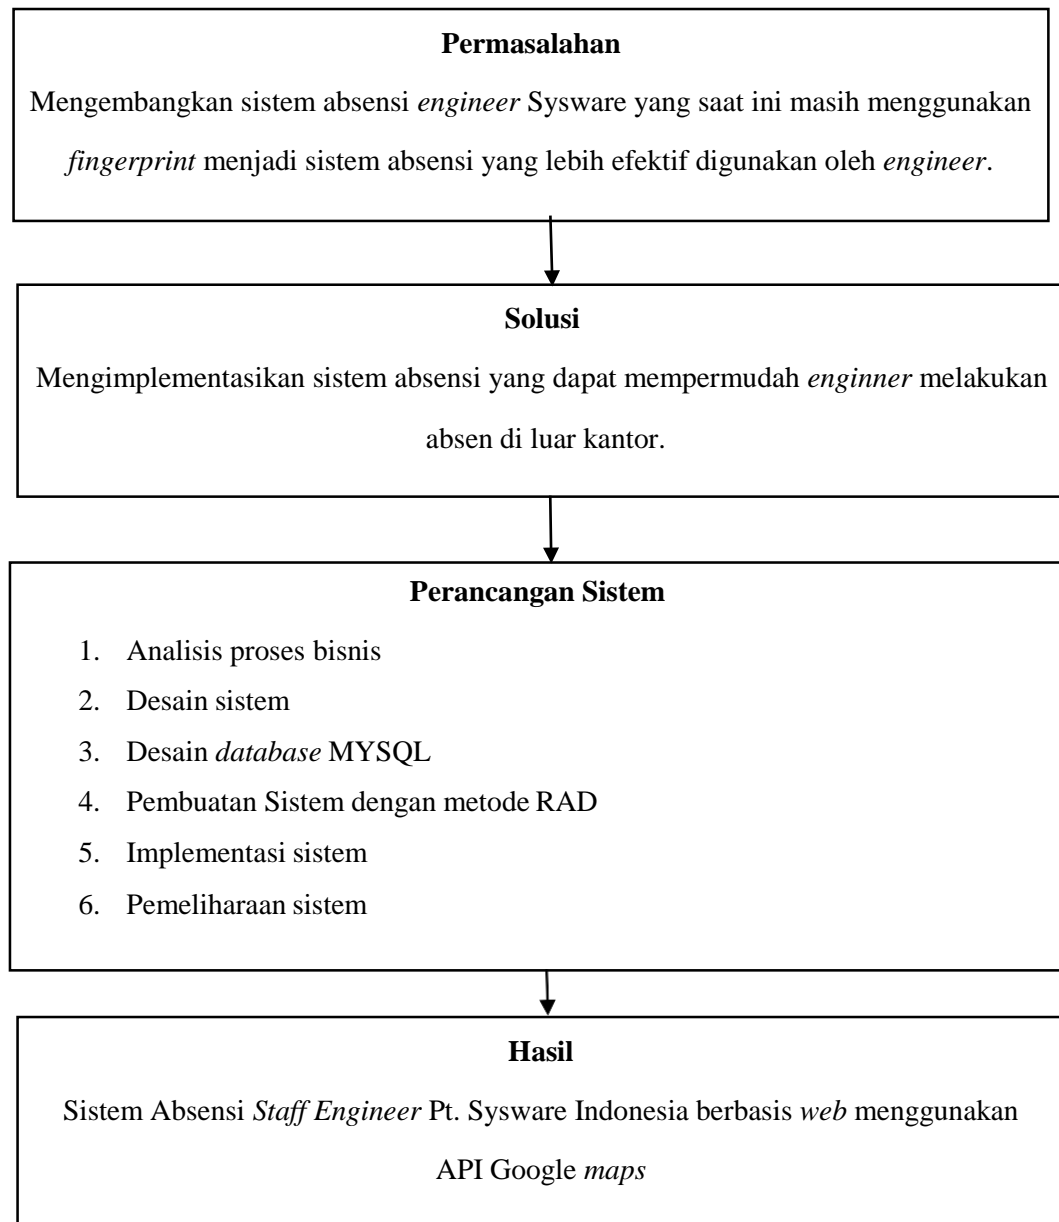 Permasalahan
Mengembangkan sistem absensi engineer Sysware yang saat ini masih menggunakan
fingerprint menjadi sistem absensi yang lebih efektif digunakan oleh engineer.
Solusi
Mengimplementasikan sistem absensi yang dapat mempermudah enginner melakukan
absen di luar kantor.
Perancangan Sistem
1. Analisis proses bisnis
2. Desain sistem
3. Desain database MYSQL
4. Pembuatan Sistem dengan metode RAD
5. Implementasi sistem
6. Pemeliharaan sistem
Hasil
Sistem Absensi Staff Engineer Pt. Sysware Indonesia berbasis web menggunakan
API Google maps